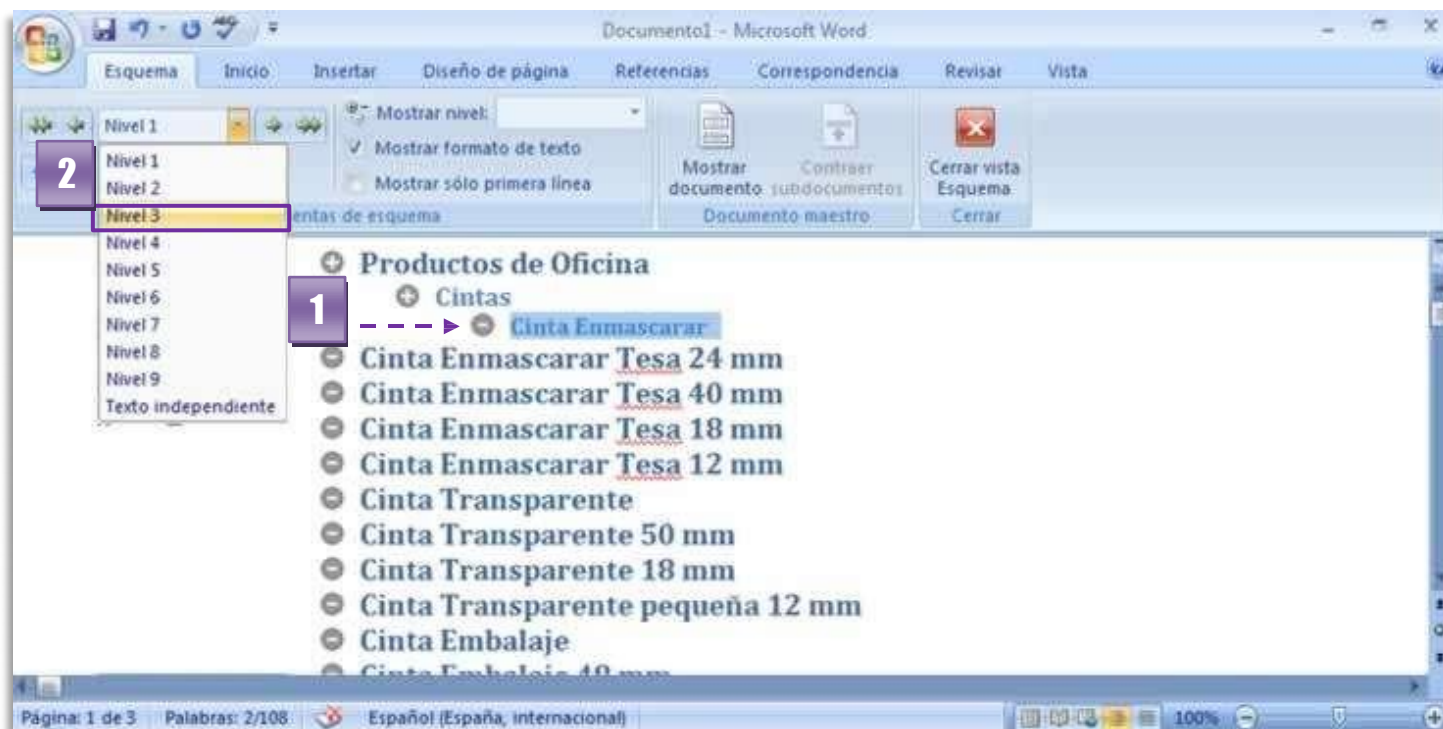 Documento1 - Microsoft Word
Esquema Inicio Insertar Diseño de página Referencias Correspondencia Revisar Vista
Nivel 1
Mostrar nivel:
Mostrar formato de texto
Mostrar sólo primera línea
Mostrar documento
Contraer subdocumentos
Cerrar vista Esquema
entas de esquema
Documento maestro
Cerrar
2
Nivel 1
Nivel 2
Nivel 3
Nivel 4
Nivel 5
Nivel 6
Nivel 7
Nivel 8
Nivel 9
Texto independiente
Productos de Oficina
Cintas
1
Cinta Enmascarar
Cinta Enmascarar Tesa 24 mm
Cinta Enmascarar Tesa 40 mm
Cinta Enmascarar Tesa 18 mm
Cinta Enmascarar Tesa 12 mm
Cinta Transparente
Cinta Transparente 50 mm
Cinta Transparente 18 mm
Cinta Transparente pequeña 12 mm
Cinta Embalaje
Cinta Embalaje 48 mm
Página: 1 de 3 Palabras: 2/108 Español (España, internacional) 100%